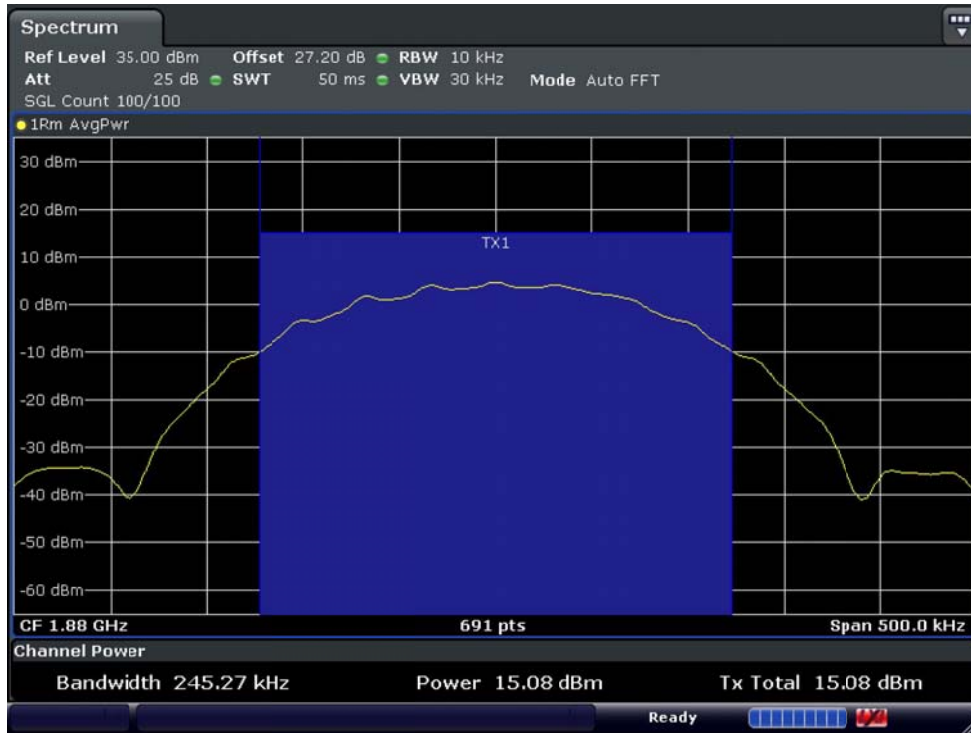 Spectrum
Ref Level 35.00 dBm Offset 27.20 dB RBW 10 kHz
Att 25 dB SWT 50 ms VBW 30 kHz Mode Auto FFT
SGL Count 100/100
1Rm AvgPwr
30 dBm
20 dBm
TX1
10 dBm
0 dBm
-10 dBm
-20 dBm
-30 dBm
-40 dBm
-50 dBm
-60 dBm
CF 1.88 GHz 691 pts Span 500.0 kHz
Channel Power
Bandwidth 245.27 kHz Power 15.08 dBm Tx Total 15.08 dBm
Ready